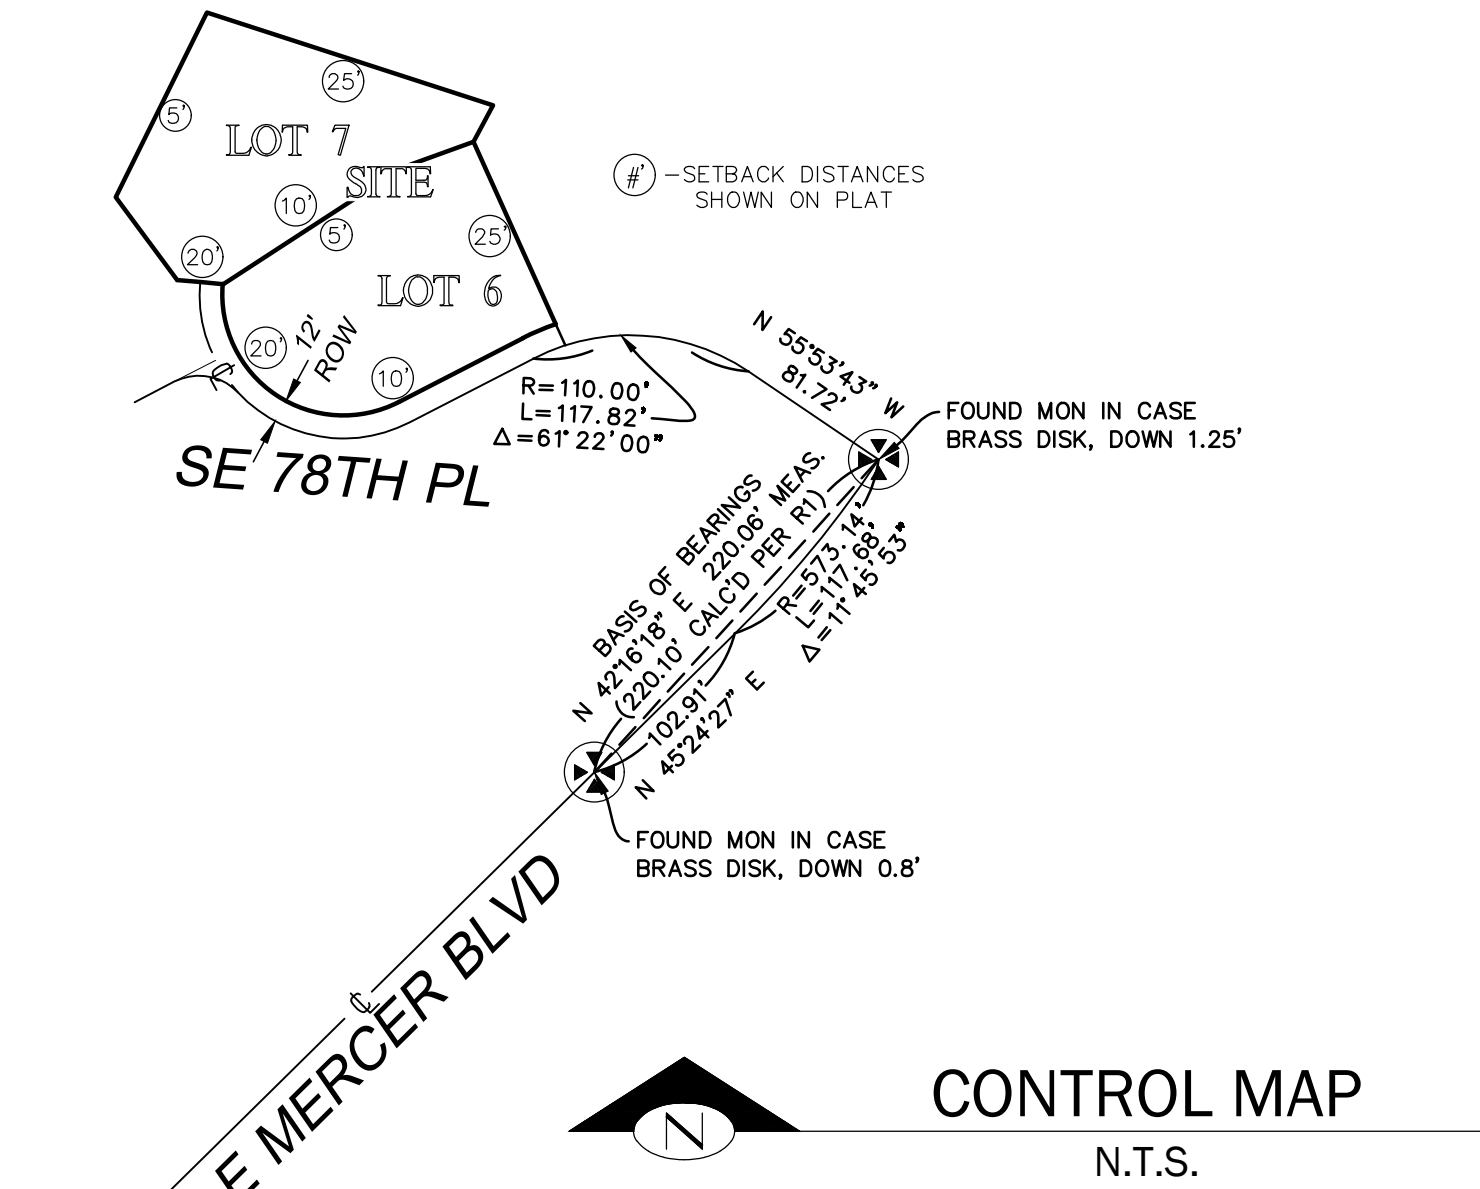 25'
5'
LOT 7
SITE
10'
5'
20'
25'
LOT 6
20'
12'
ROW
10'
#' -SETBACK DISTANCES
SHOWN ON PLAT
R=110.00'
L=117.82'
Δ=61°22'00"
SE 78TH PL
N 55°53'43" W
81.72'
FOUND MON IN CASE
BRASS DISK, DOWN 1.25'
BASIS OF BEARINGS
N 42°16'18" E 220.06' MEAS.
(220.10' CALC'D PER R1)
R=573.14'
L=117.68'
Δ=11°45'53"
102.91'
N 45°24'27" E
FOUND MON IN CASE
BRASS DISK, DOWN 0.8'
℄
E MERCER BLVD
N
CONTROL MAP
N.T.S.